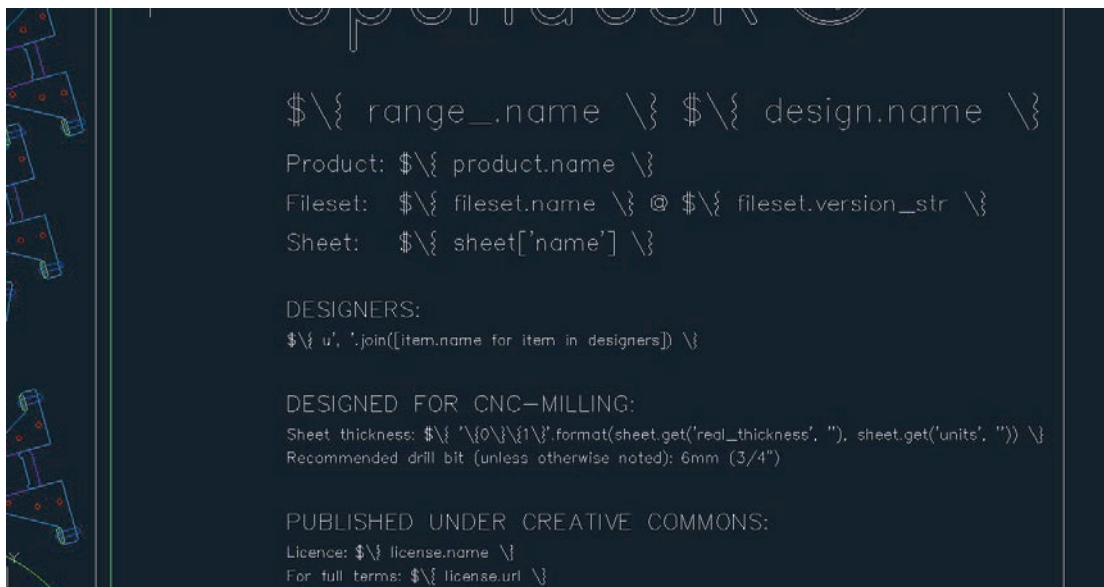 opendesk
$\{ range_.name \} $\{ design.name \}
Product: $\{ product.name \}
Fileset: $\{ fileset.name \} @ $\{ fileset.version_str \}
Sheet: $\{ sheet['name'] \}
DESIGNERS:
$\{ u', '.join([item.name for item in designers]) \}
DESIGNED FOR CNC-MILLING:
Sheet thickness: $\{ '\{0\}\{1\}'.format(sheet.get('real_thickness', ''), sheet.get('units', '')) \}
Recommended drill bit (unless otherwise noted): 6mm (3/4")
PUBLISHED UNDER CREATIVE COMMONS:
Licence: $\{ license.name \}
For full terms: $\{ license.url \}